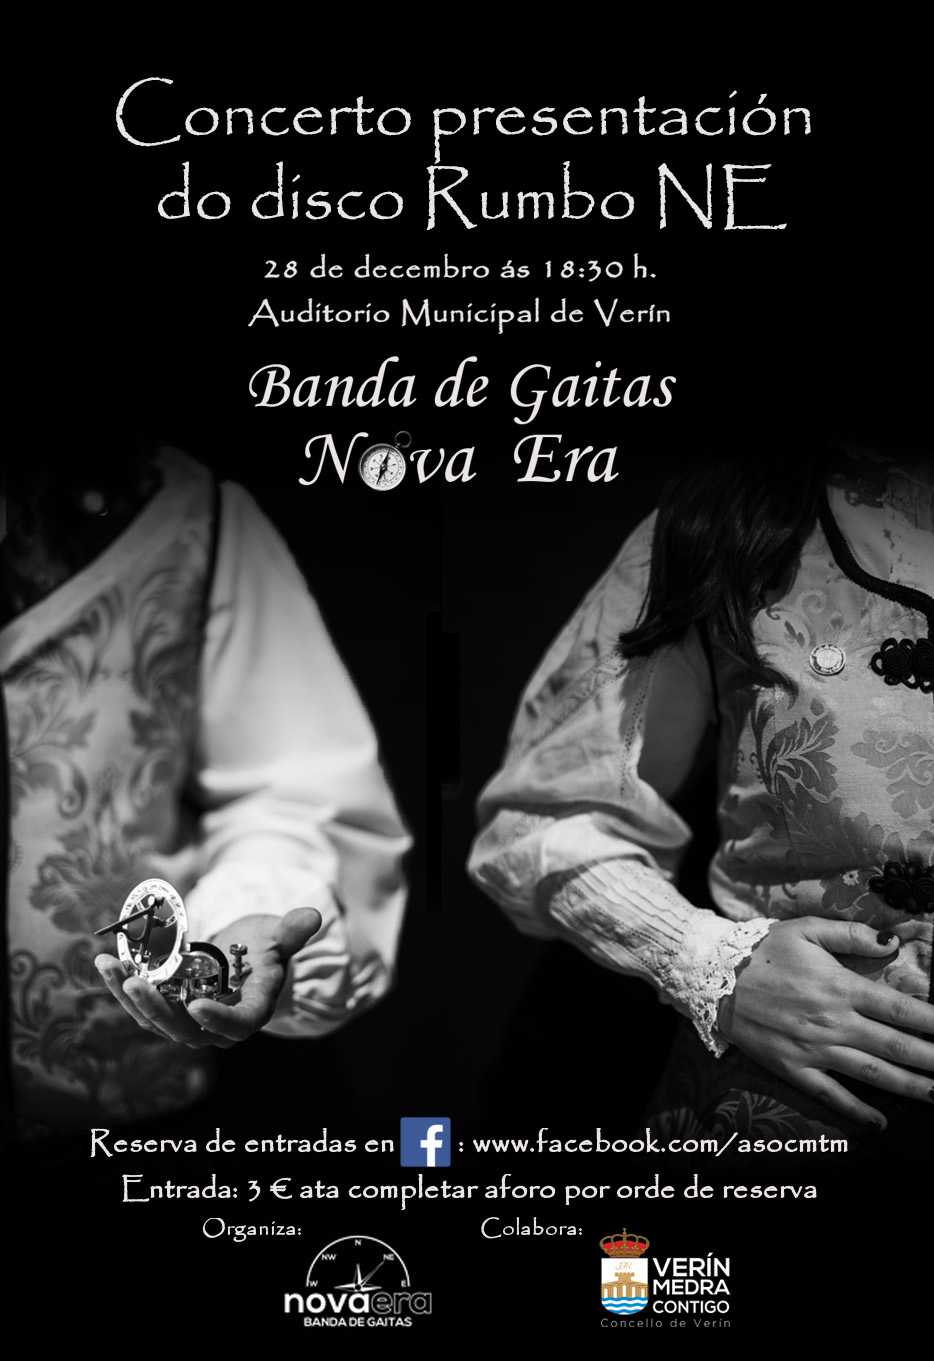 Concerto presentación
do disco Rumbo NE
28 de decembro ás 18:30 h.
Auditorio Municipal de Verín
Banda de Gaitas
Nova Era
Reserva de entradas en f : www.facebook.com/asocmtm
Entrada: 3 € ata completar aforo por orde de reserva
Organiza:
Colabora:
N
NW
NE
W
E
novaera
BANDA DE GAITAS
VERÍN
MEDRA
CONTIGO
Concello de Verín